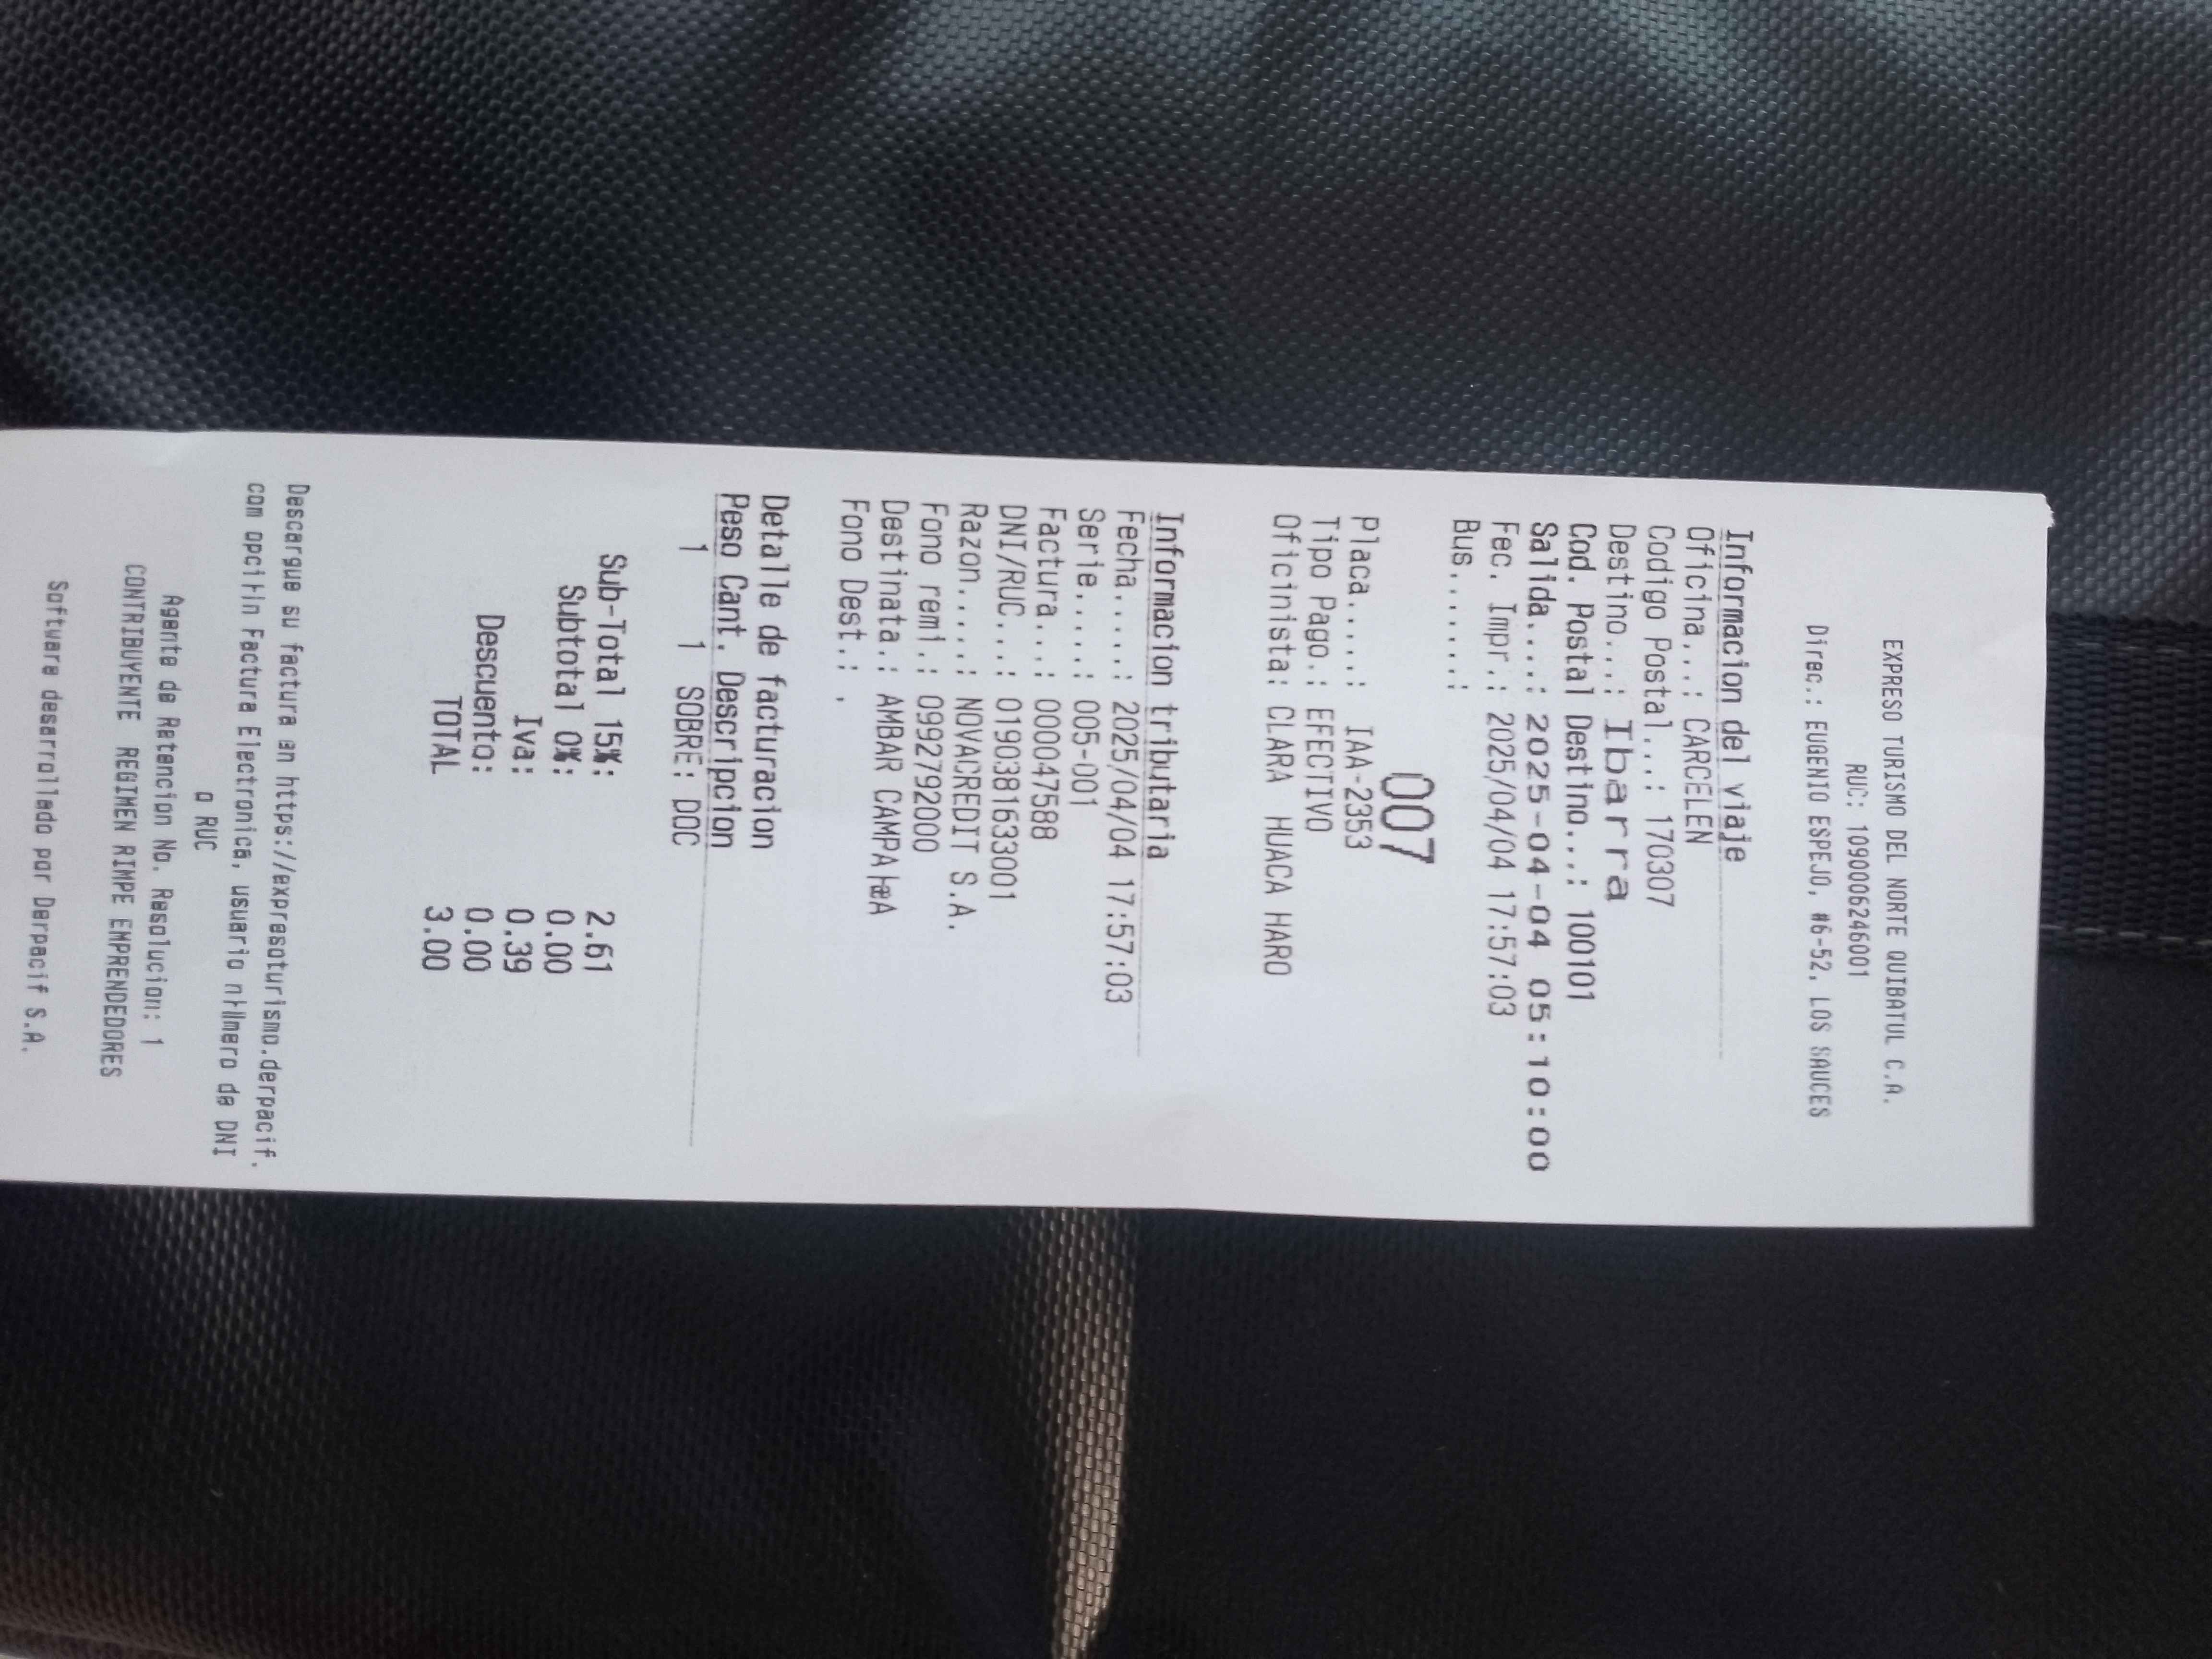 EXPRESO TURISMO DEL NORTE QUIBATUL C.A.
RUC: 1090006246001
Direc.: EUGENIO ESPEJO, #6-52, LOS SAUCES
Informacion del viaje
Oficina...: CARCELEN
Codigo Postal...: 170307
Destino...: Ibarra
Cod. Postal Destino...: 100101
Salida....: 2025-04-04 05:10:00
Fec. Impr.: 2025/04/04 17:57:03
Bus.......:
007
Placa.....: IAA-2353
Tipo Pago.: EFECTIVO
Oficinista: CLARA HUACA HARO
Informacion tributaria
Fecha.....: 2025/04/04 17:57:03
Serie.....: 005-001
Factura...: 000047588
DNI/RUC...: 0190381633001
Razon.....: NOVACREDIT S.A.
Fono remi.: 0992792000
Destinata.: AMBAR CAMPA├æA
Fono Dest.: .
Detalle de facturacion
Peso Cant. Descripcion
1 1 SOBRE: DOC
Sub-Total 15%: 2.61
Subtotal 0%: 0.00
Iva: 0.39
Descuento: 0.00
TOTAL 3.00
Descargue su factura en https://expresoturismo.derpacif.
com opci├│n Factura Electronica, usuario n├║mero de DNI
o RUC
Agente de Retencion No. Resolucion: 1
CONTRIBUYENTE REGIMEN RIMPE EMPRENDEDORES
Software desarrollado por Derpacif S.A.